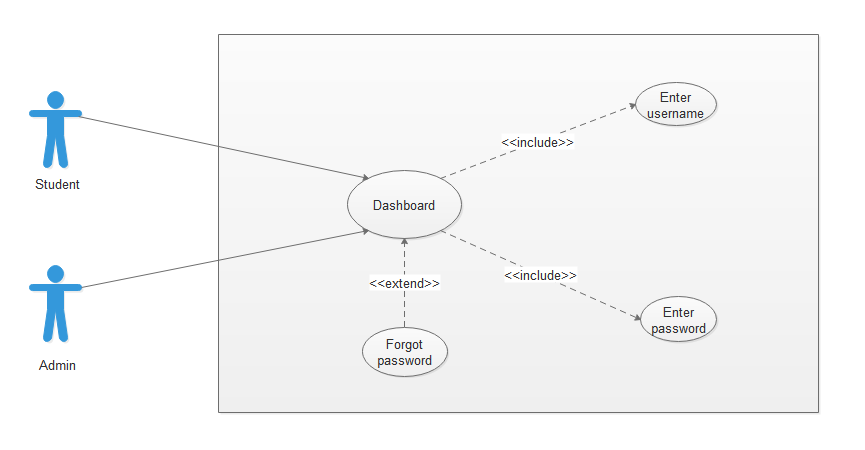 Enter
username
<<include>>
Student
Dashboard
<<include>>
<<extend>>
Enter
password
Forgot
password
Admin